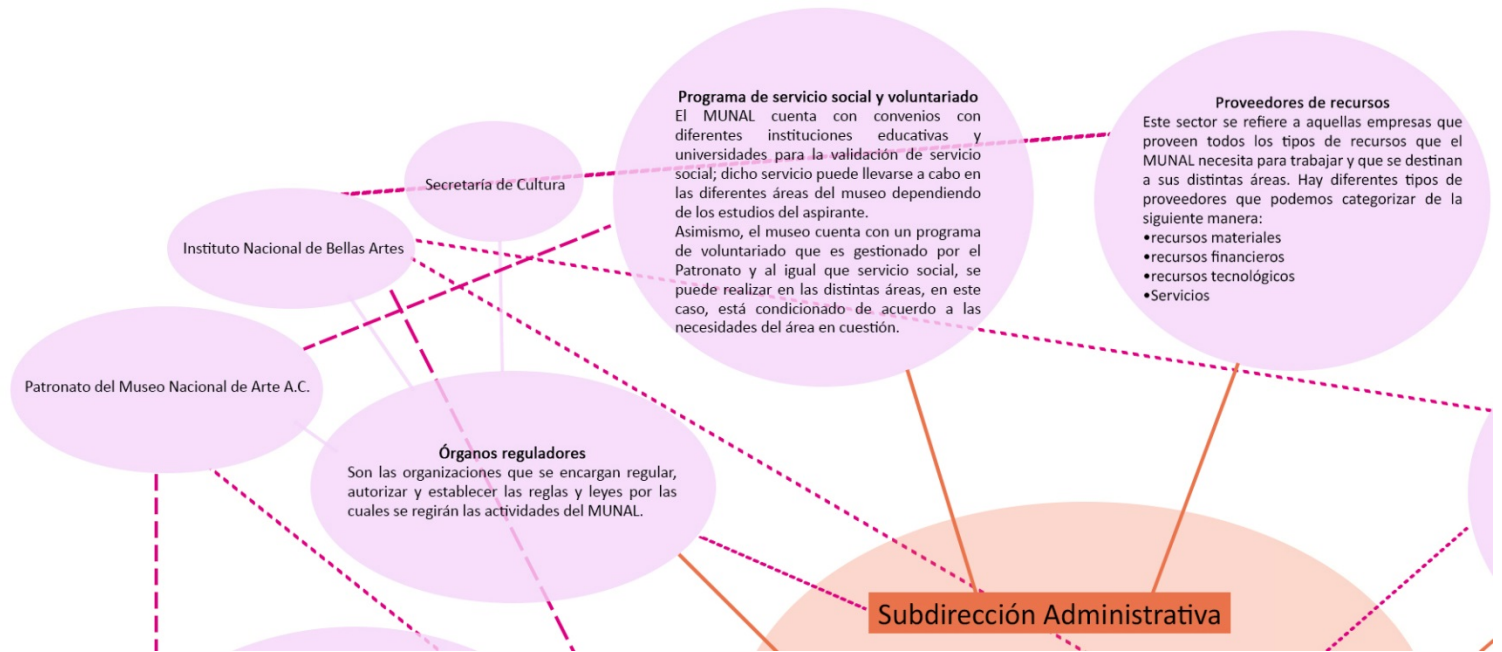 Programa de servicio social y voluntariado
El MUNAL cuenta con convenios con
diferentes instituciones educativas y
universidades para la validación de servicio
social; dicho servicio puede llevarse a cabo en
las diferentes áreas del museo dependiendo
de los estudios del aspirante.
Asimismo, el museo cuenta con un programa
de voluntariado que es gestionado por el
Patronato y al igual que servicio social, se
puede realizar en las distintas áreas, en este
caso, está condicionado de acuerdo a las
necesidades del área en cuestión.
Proveedores de recursos
Este sector se refiere a aquellas empresas que
proveen todos los tipos de recursos que el
MUNAL necesita para trabajar y que se destinan
a sus distintas áreas. Hay diferentes tipos de
proveedores que podemos categorizar de la
siguiente manera:
•recursos materiales
•recursos financieros
•recursos tecnológicos
•Servicios
Secretaría de Cultura
Instituto Nacional de Bellas Artes
Patronato del Museo Nacional de Arte A.C.
Órganos reguladores
Son las organizaciones que se encargan regular,
autorizar y establecer las reglas y leyes por las
cuales se regirán las actividades del MUNAL.
Subdirección Administrativa